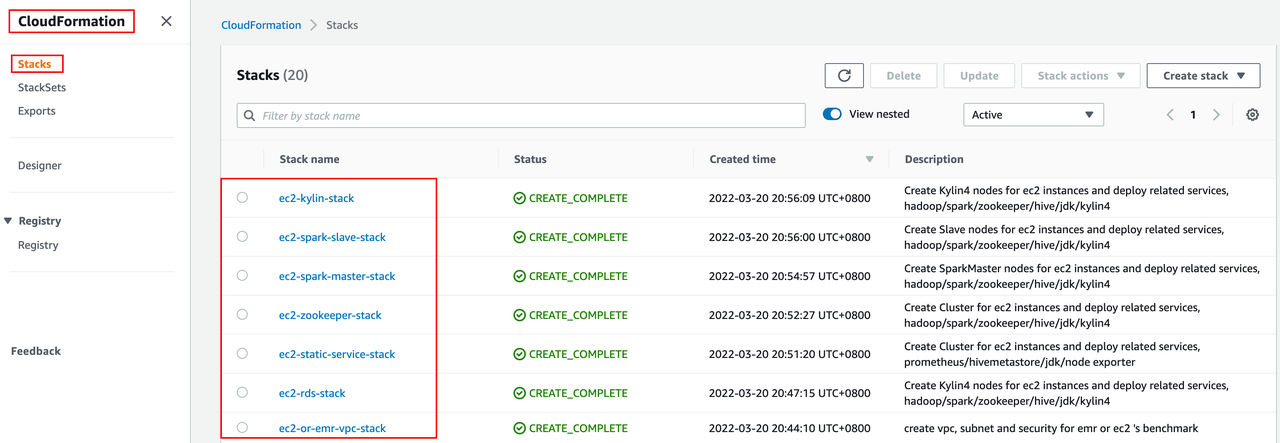 CloudFormation
Stacks
StackSets
Exports
Designer
Registry
Registry
Feedback
CloudFormation > Stacks
Stacks (20)
Delete
Update
Stack actions
Create stack
Filter by stack name
View nested
Active
1
Stack name Status Created time Description
ec2-kylin-stack CREATE_COMPLETE 2022-03-20 20:56:09 UTC+0800 Create Kylin4 nodes for ec2 instances and deploy related services,
hadoop/spark/zookeeper/hive/jdk/kylin4
ec2-spark-slave-stack CREATE_COMPLETE 2022-03-20 20:56:00 UTC+0800 Create Slave nodes for ec2 instances and deploy related services,
hadoop/spark/zookeeper/hive/jdk/kylin4
ec2-spark-master-stack CREATE_COMPLETE 2022-03-20 20:54:57 UTC+0800 Create SparkMaster nodes for ec2 instances and deploy related services,
hadoop/spark/zookeeper/hive/jdk/kylin4
ec2-zookeeper-stack CREATE_COMPLETE 2022-03-20 20:52:27 UTC+0800 Create Cluster for ec2 instances and deploy related services,
hadoop/spark/zookeeper/hive/jdk/kylin4
ec2-static-service-stack CREATE_COMPLETE 2022-03-20 20:51:20 UTC+0800 Create Cluster for ec2 instances and deploy related services,
prometheus/hivemetastore/jdk/node exporter
ec2-rds-stack CREATE_COMPLETE 2022-03-20 20:47:15 UTC+0800 Create Kylin4 nodes for ec2 instances and deploy related services,
hadoop/spark/zookeeper/hive/jdk/kylin4
ec2-or-emr-vpc-stack CREATE_COMPLETE 2022-03-20 20:44:10 UTC+0800 create vpc, subnet and security for emr or ec2 's benchmark